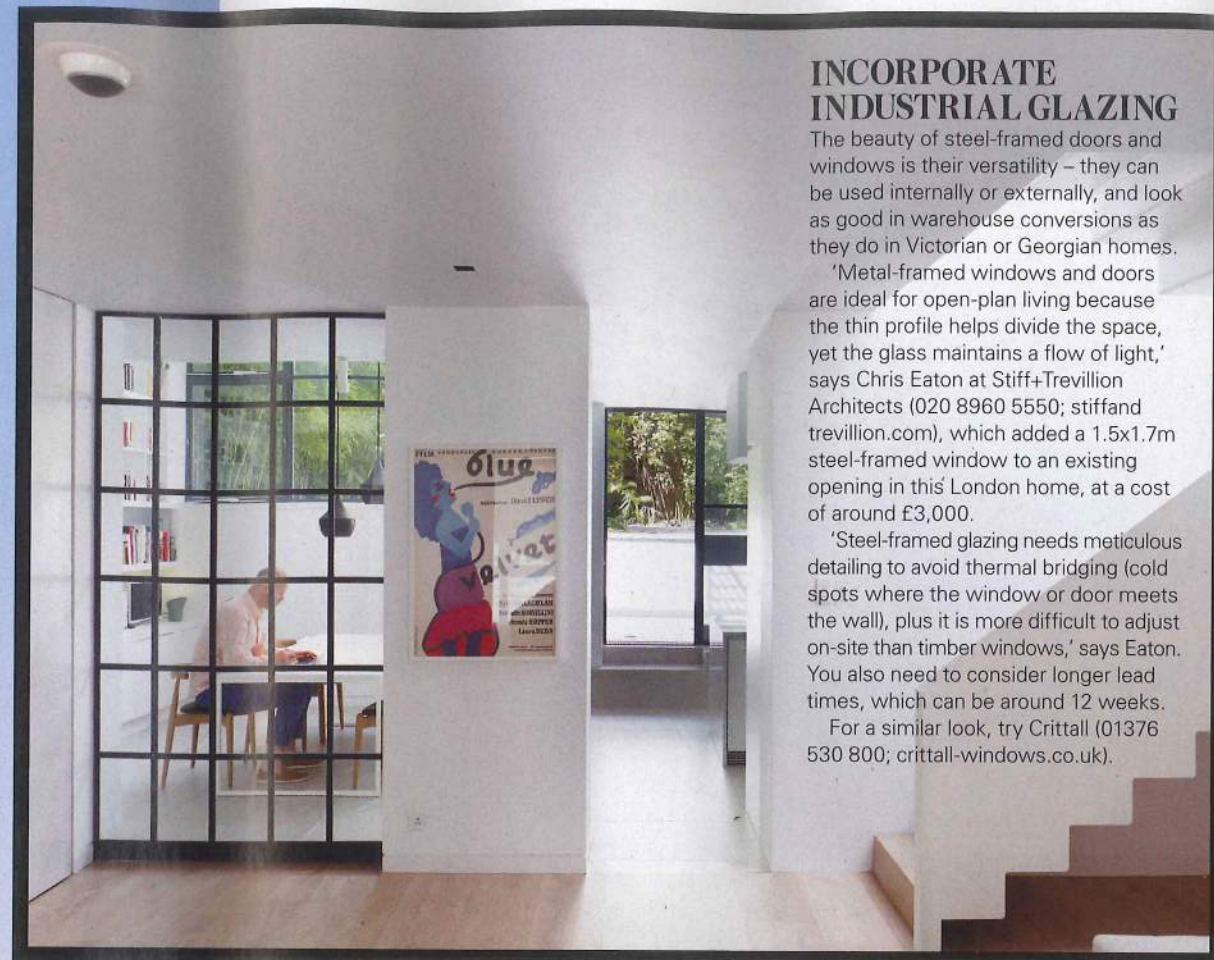 INCORPORATE
INDUSTRIAL GLAZING
The beauty of steel-framed doors and
windows is their versatility – they can
be used internally or externally, and look
as good in warehouse conversions as
they do in Victorian or Georgian homes.
'Metal-framed windows and doors
are ideal for open-plan living because
the thin profile helps divide the space,
yet the glass maintains a flow of light,'
says Chris Eaton at Stiff+Trevillion
Architects (020 8960 5550; stiffand
trevillion.com), which added a 1.5x1.7m
steel-framed window to an existing
opening in this London home, at a cost
of around £3,000.
'Steel-framed glazing needs meticulous
detailing to avoid thermal bridging (cold
spots where the window or door meets
the wall), plus it is more difficult to adjust
on-site than timber windows,' says Eaton.
You also need to consider longer lead
times, which can be around 12 weeks.
For a similar look, try Crittall (01376
530 800; crittall-windows.co.uk).
FILM
blue
David LYNCH
velvet
HOPPER
Laura DERN